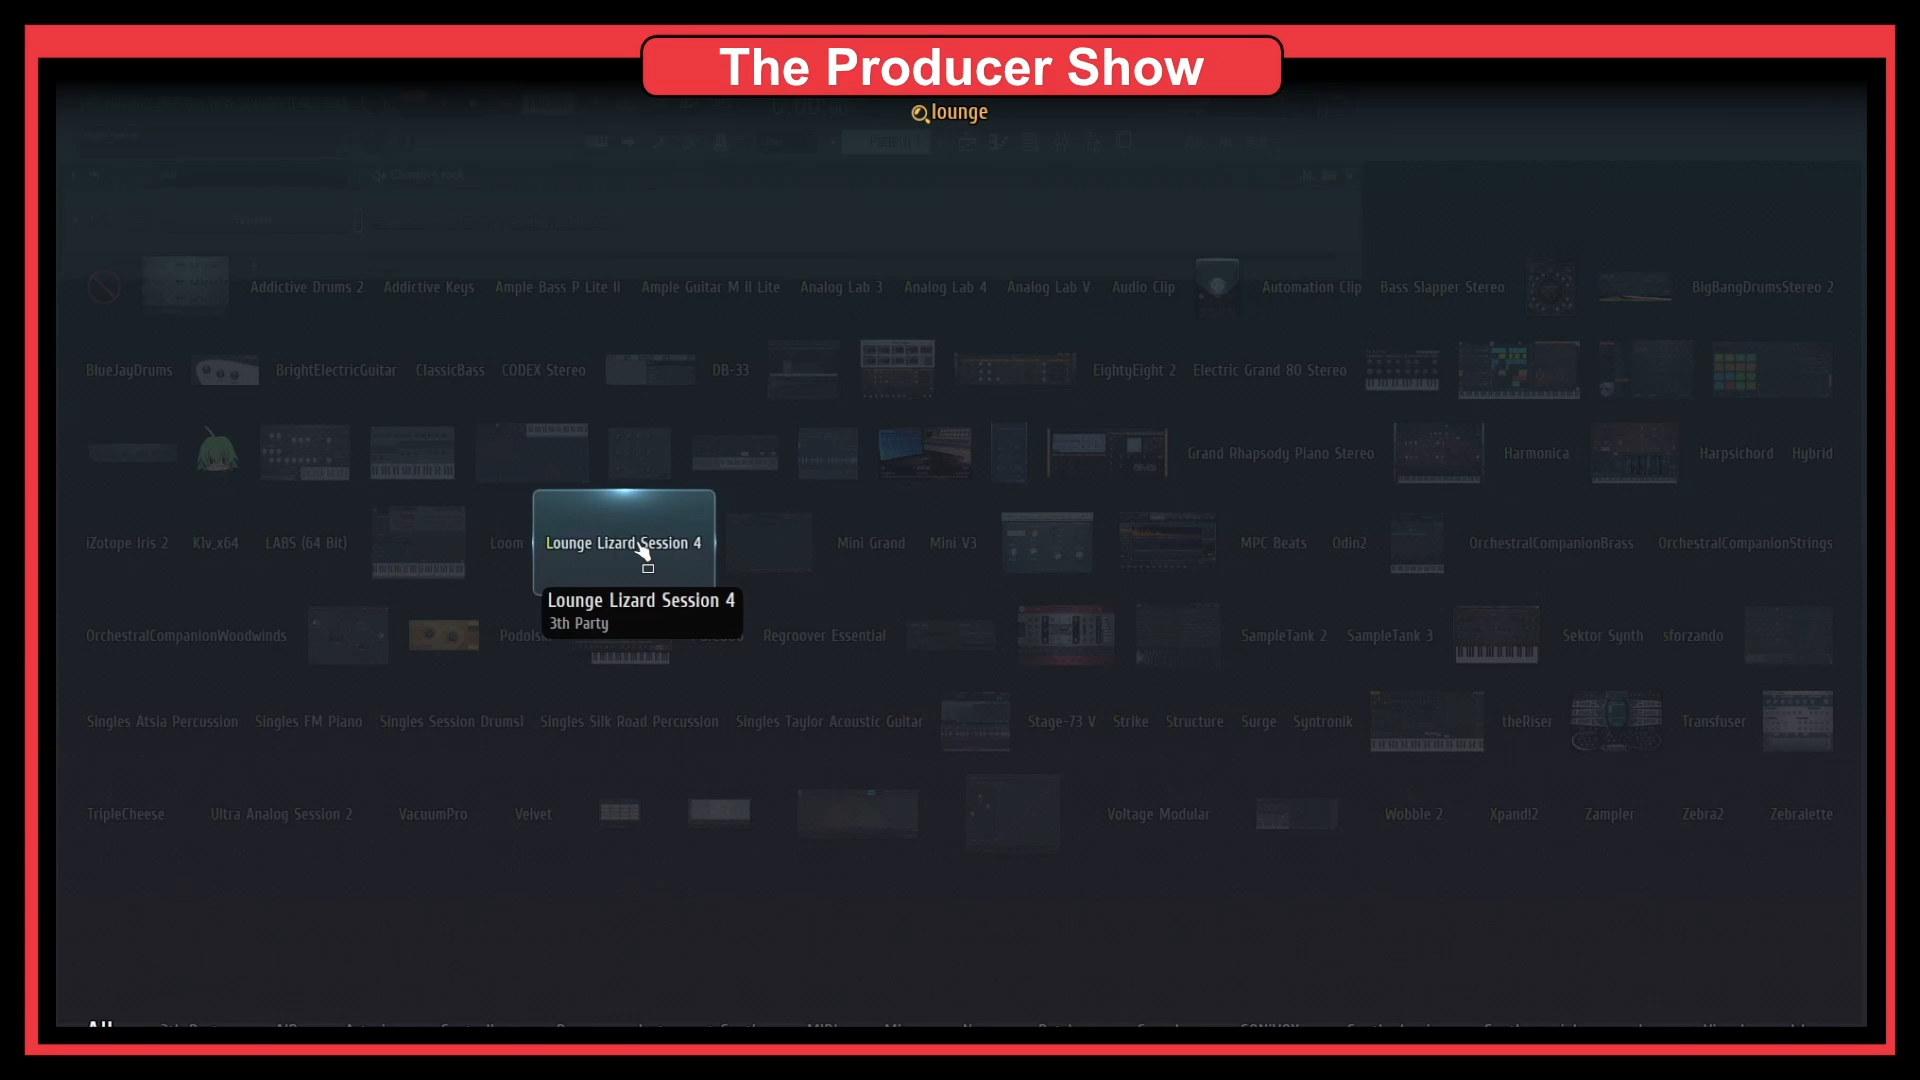 The Producer Show
lounge
Pattern 1
Addictive Drums 2 Addictive Keys Ample Bass P Lite II Ample Guitar M II Lite Analog Lab 3 Analog Lab 4 Analog Lab V Audio Clip Automation Clip Bass Slapper Stereo BigBangDrumsStereo 2
BlueJayDrums BrightElectricGuitar ClassicBass CODEX Stereo DB-33 EightyEight 2 Electric Grand 80 Stereo
Grand Rhapsody Piano Stereo Harmonica Harpsichord Hybrid
iZotope Iris 2 K1v_x64 LABS (64 Bit) Loom Lounge Lizard Session 4 Mini Grand Mini V3 MPC Beats Odin2 OrchestralCompanionBrass OrchestralCompanionStrings
Lounge Lizard Session 4
3th Party
OrchestralCompanionWoodwinds Regroover Essential SampleTank 2 SampleTank 3 Sektor Synth sforzando
Singles Atsia Percussion Singles FM Piano Singles Session Drums1 Singles Silk Road Percussion Singles Taylor Acoustic Guitar Stage-73 V Strike Structure Surge Syntronik theRiser Transfuser
TripleCheese Ultra Analog Session 2 VacuumPro Velvet Voltage Modular Wobble 2 Xpand!2 Zampler Zebra2 Zebralette
All